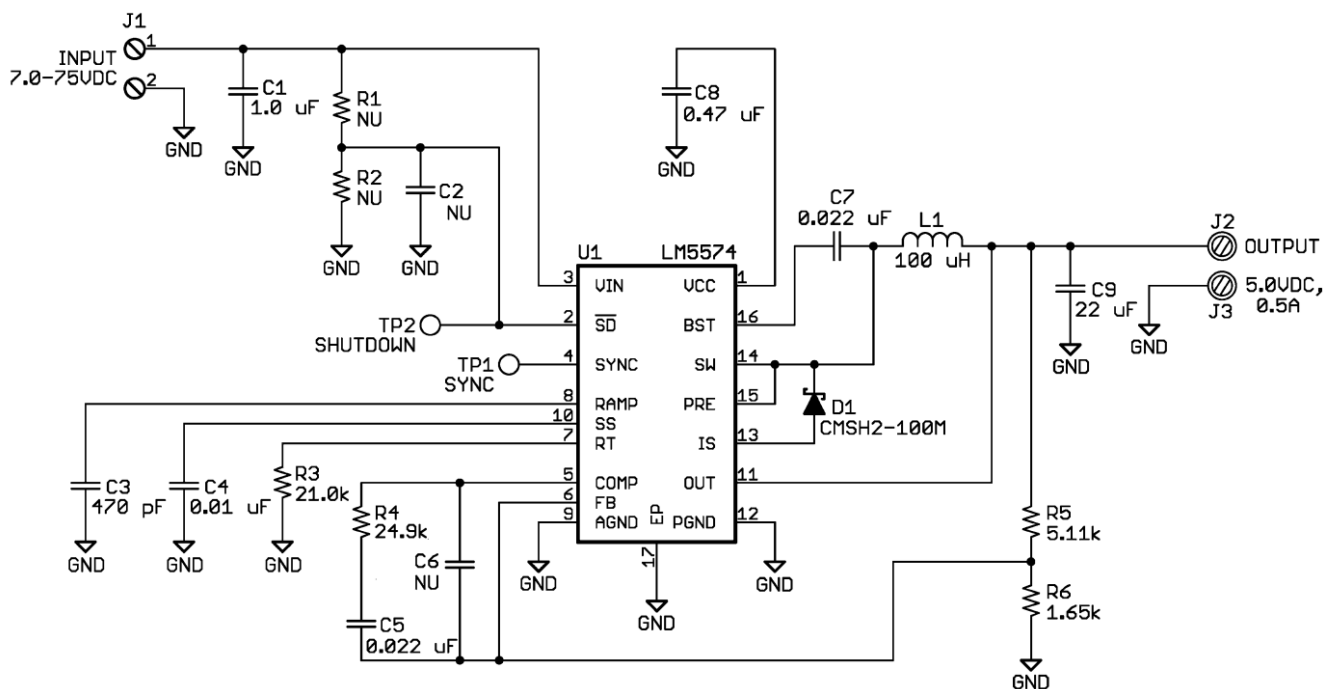 J1
INPUT
7.0-75VDC
1
2
GND
C1
1.0 uF
GND
R1
NU
R2
NU
GND
C2
NU
GND
C8
0.47 uF
GND
C7
0.022 uF
L1
100 uH
J2
OUTPUT
J3
5.0VDC,
0.5A
GND
C9
22 uF
GND
U1
LM5574
3
VIN
VCC
1
TP2
SHUTDOWN
2
SD
BST
16
TP1
SYNC
4
SYNC
SW
14
8
RAMP
PRE
15
10
SS
7
RT
IS
13
D1
CMSH2-100M
5
COMP
OUT
11
6
FB
9
AGND
EP
PGND
12
17
GND
GND
GND
C3
470 pF
GND
C4
0.01 uF
GND
R3
21.0k
GND
R4
24.9k
C6
NU
C5
0.022 uF
R5
5.11k
R6
1.65k
GND